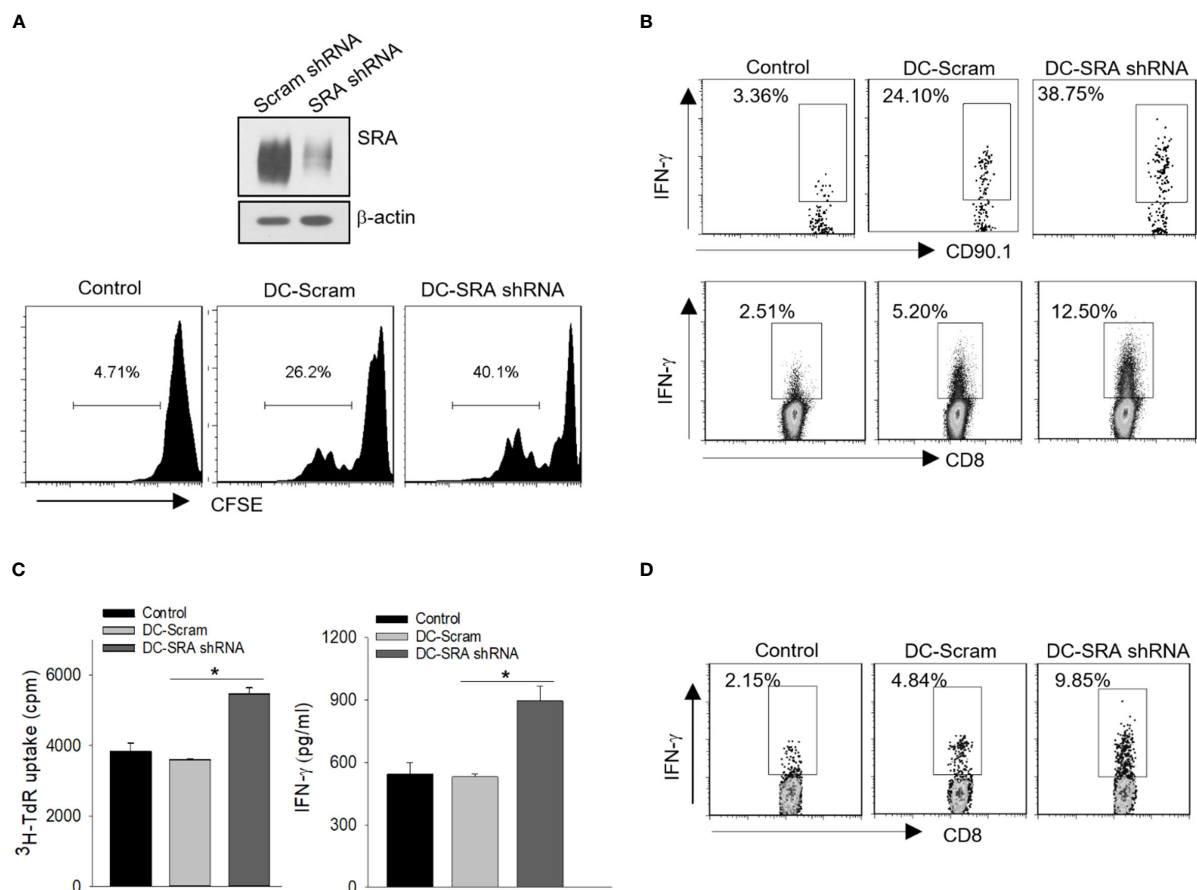 A
Scram shRNA
SRA shRNA
SRA
β-actin
Control
DC-Scram
DC-SRA shRNA
4.71%
26.2%
40.1%
CFSE
B
Control
DC-Scram
DC-SRA shRNA
3.36%
24.10%
38.75%
IFN-γ
CD90.1
2.51%
5.20%
12.50%
IFN-γ
CD8
C
Control
DC-Scram
DC-SRA shRNA
*
6000
4000
2000
0
³H-TdR uptake (cpm)
Control
DC-Scram
DC-SRA shRNA
*
1200
900
600
300
0
IFN-γ (pg/ml)
D
Control
DC-Scram
DC-SRA shRNA
2.15%
4.84%
9.85%
IFN-γ
CD8